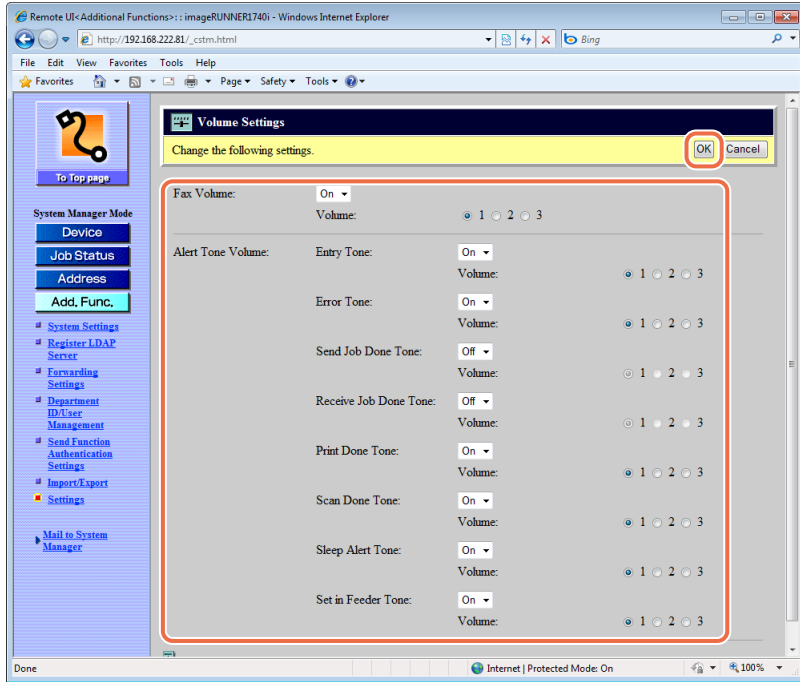 Remote UI<Additional Functions>: : imageRUNNER1740i - Windows Internet Explorer
http://192.168.222.81/_cstm.html
Bing
File Edit View Favorites Tools Help
Favorites Page Safety Tools
Volume Settings
Change the following settings.
OK Cancel
To Top page
System Manager Mode
Device
Job Status
Address
Add. Func.
System Settings
Register LDAP
Server
Forwarding
Settings
Department
ID/User
Management
Send Function
Authentication
Settings
Import/Export
Settings
Mail to System
Manager
Fax Volume: On
Volume: 1 2 3
Alert Tone Volume: Entry Tone: On
Volume: 1 2 3
Error Tone: On
Volume: 1 2 3
Send Job Done Tone: Off
Volume: 1 2 3
Receive Job Done Tone: Off
Volume: 1 2 3
Print Done Tone: On
Volume: 1 2 3
Scan Done Tone: On
Volume: 1 2 3
Sleep Alert Tone: On
Volume: 1 2 3
Set in Feeder Tone: On
Volume: 1 2 3
Done Internet | Protected Mode: On 100%